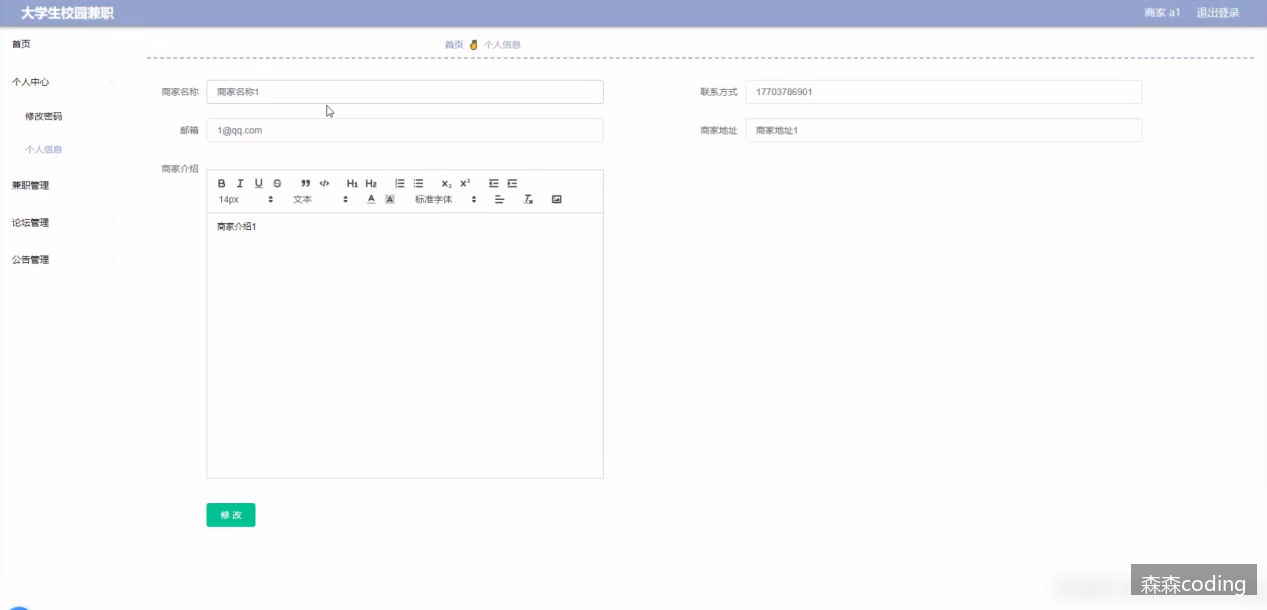 大学生校园兼职
商家 a1 退出登录
首页
首页 个人信息
个人中心
修改密码
个人信息
兼职管理
论坛管理
公告管理
商家名称 商家名称1
联系方式 17703786901
邮箱 1@qq.com
商家地址 商家地址1
商家介绍
B I U S ” </> H1 H2 X₂ X²
14px 文本 A A 标准字体 Tx
商家介绍1
修 改
森森coding